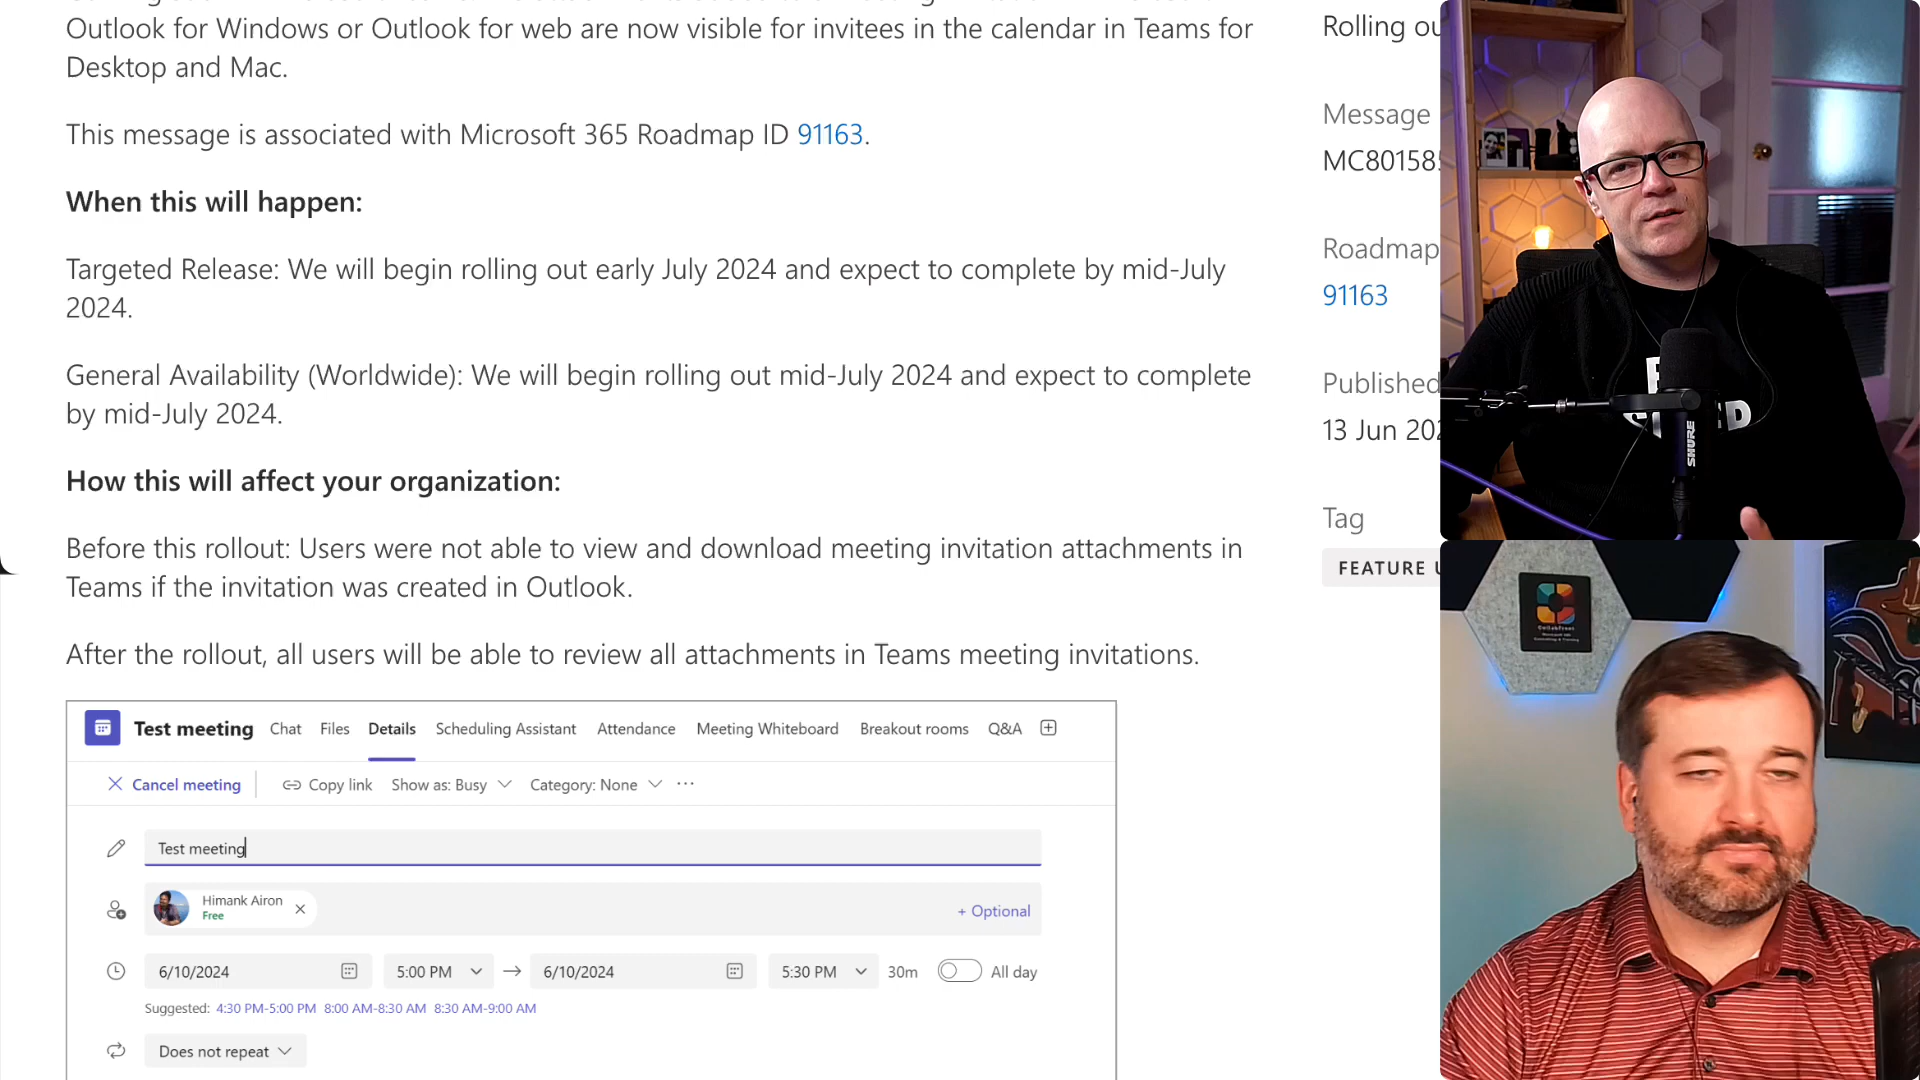 Outlook for Windows or Outlook for web are now visible for invitees in the calendar in Teams for
Desktop and Mac.
This message is associated with Microsoft 365 Roadmap ID 91163.
When this will happen:
Targeted Release: We will begin rolling out early July 2024 and expect to complete by mid-July
2024.
General Availability (Worldwide): We will begin rolling out mid-July 2024 and expect to complete
by mid-July 2024.
How this will affect your organization:
Before this rollout: Users were not able to view and download meeting invitation attachments in
Teams if the invitation was created in Outlook.
After the rollout, all users will be able to review all attachments in Teams meeting invitations.
Test meeting Chat Files Details Scheduling Assistant Attendance Meeting Whiteboard Breakout rooms Q&A
Cancel meeting Copy link Show as: Busy Category: None ...
Test meeting
Himank Airon
Free
+ Optional
6/10/2024 5:00 PM → 6/10/2024 5:30 PM 30m All day
Suggested: 4:30 PM-5:00 PM 8:00 AM-8:30 AM 8:30 AM-9:00 AM
Does not repeat
Rolling
Message
MC80158
Roadmap
91163
Published
13 Jun
Tag
FEATURE
SHURE